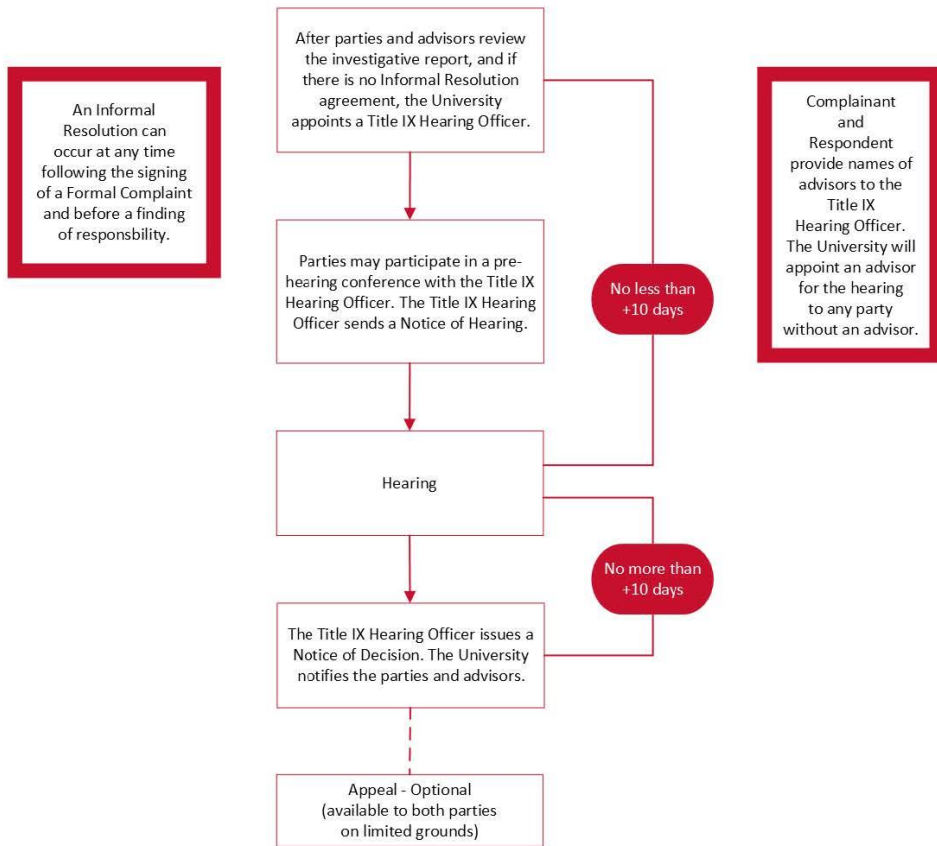 After parties and advisors review
the investigative report, and if
there is no Informal Resolution
agreement, the University
appoints a Title IX Hearing Officer.
An Informal
Resolution can
occur at any time
following the signing
of a Formal Complaint
and before a finding
of responsbility.
Complainant
and
Respondent
provide names of
advisors to the
Title IX
Hearing Officer.
The University will
appoint an advisor
for the hearing
to any party
without an advisor.
Parties may participate in a pre-
hearing conference with the Title IX
Hearing Officer. The Title IX Hearing
Officer sends a Notice of Hearing.
No less than
+10 days
Hearing
No more than
+10 days
The Title IX Hearing Officer issues a
Notice of Decision. The University
notifies the parties and advisors.
Appeal - Optional
(available to both parties
on limited grounds)